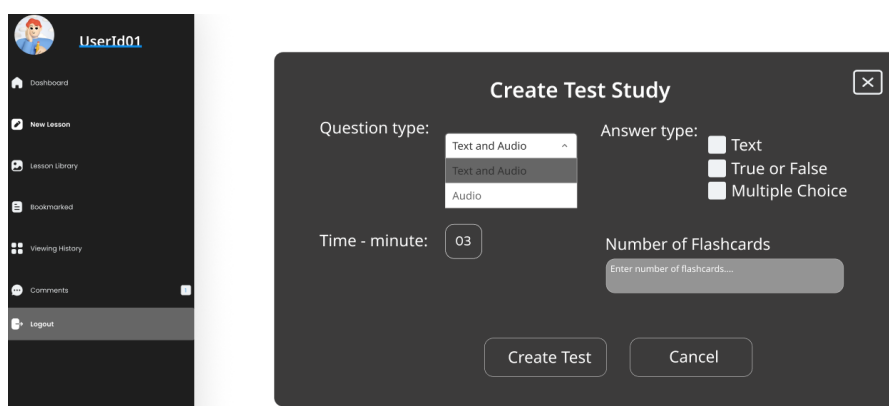 UserId01
Dashboard
New Lesson
Lesson Library
Bookmarked
Viewing History
Comments
Logout
Create Test Study
Question type:
Text and Audio
Text and Audio
Audio
Answer type:
Text
True or False
Multiple Choice
Time - minute:
03
Number of Flashcards
Enter number of flashcards....
Create Test
Cancel